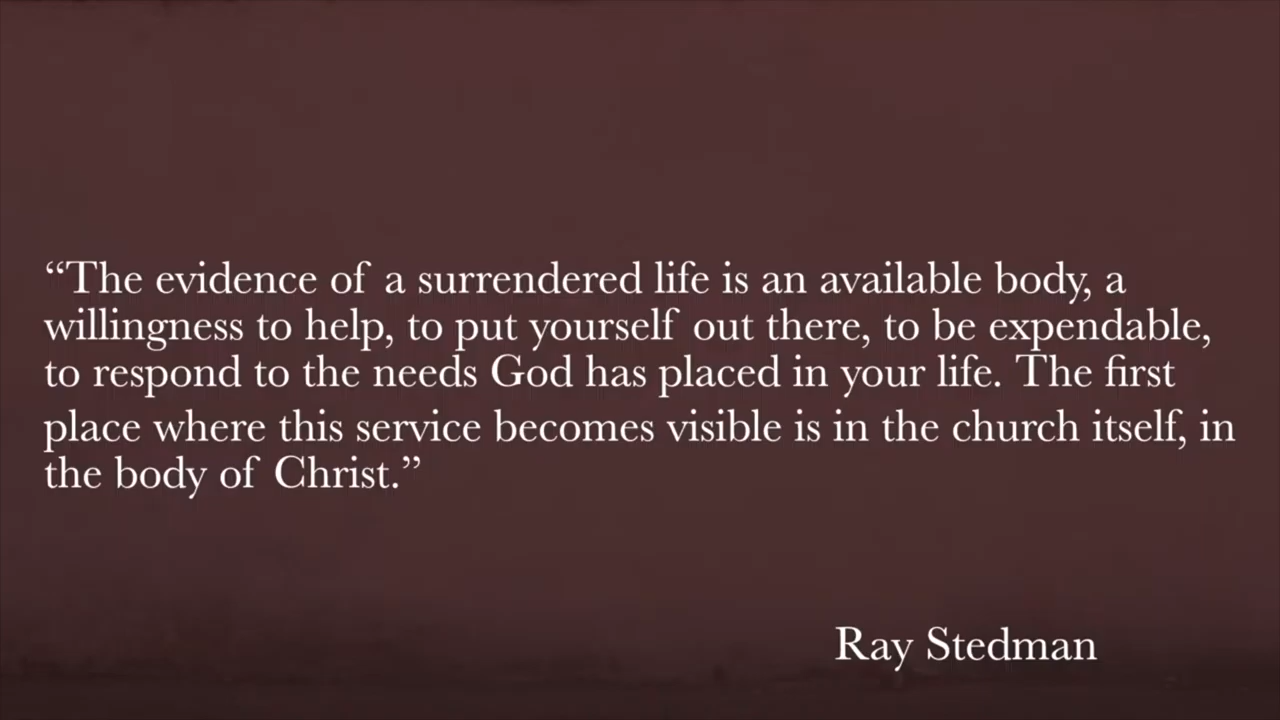 “The evidence of a surrendered life is an available body, a
willingness to help, to put yourself out there, to be expendable,
to respond to the needs God has placed in your life. The first
place where this service becomes visible is in the church itself, in
the body of Christ.”
Ray Stedman